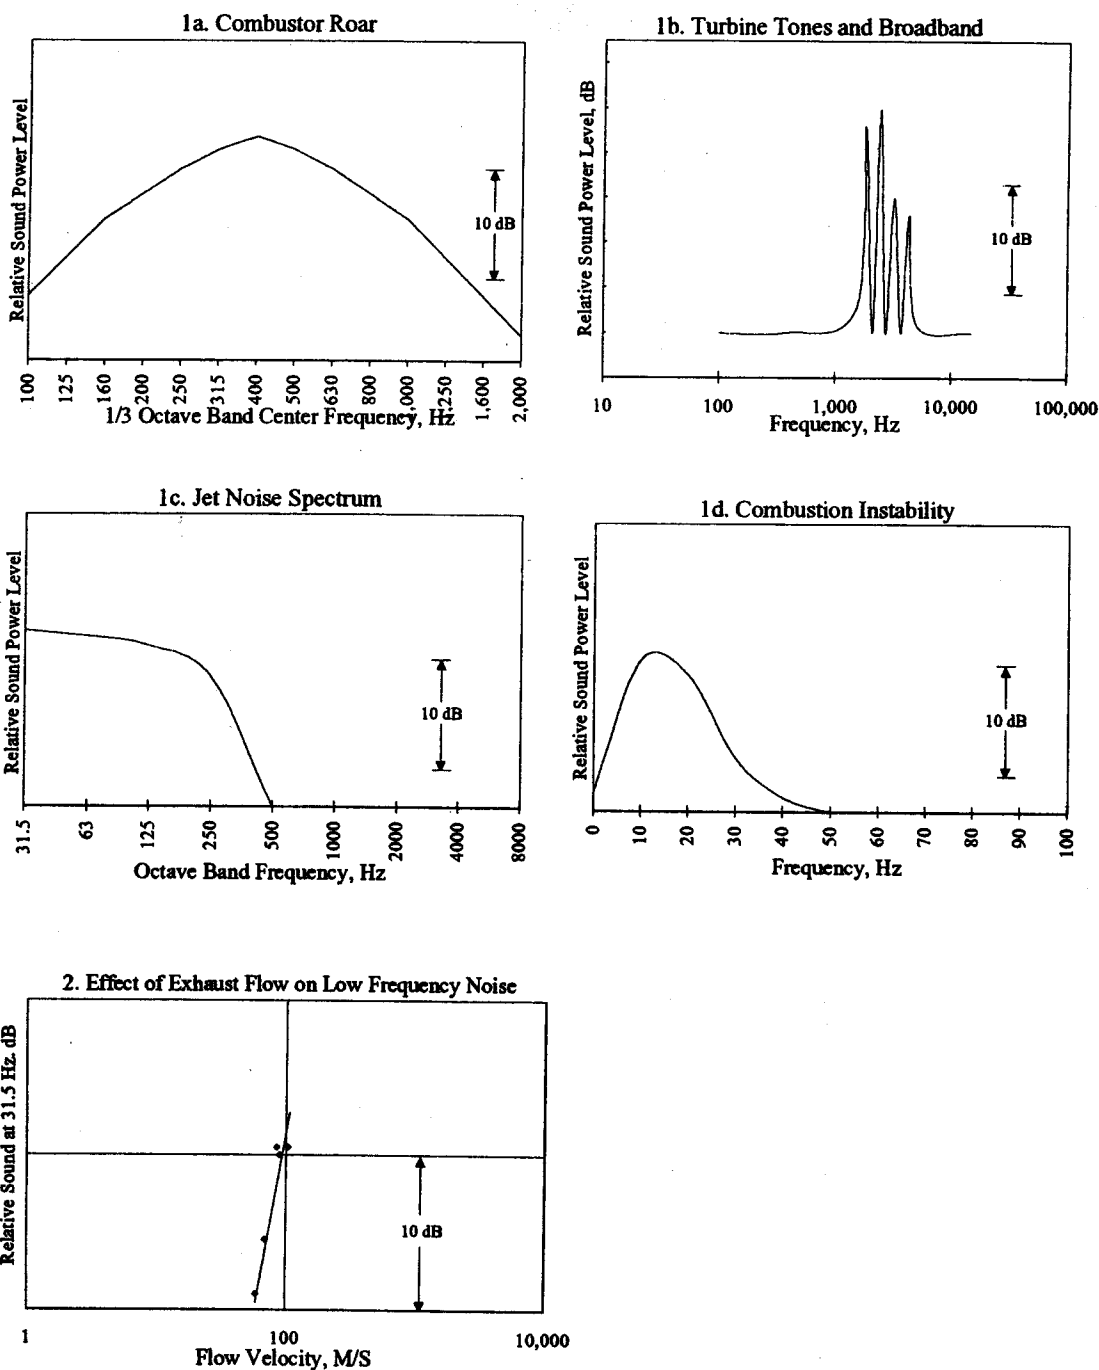 1a. Combustor Roar
Relative Sound Power Level
10 dB
100 125 160 200 250 315 400 500 630 800 1,000 1,250 1,600 2,000
1/3 Octave Band Center Frequency, Hz
1b. Turbine Tones and Broadband
Relative Sound Power Level, dB
10 dB
10 100 1,000 10,000 100,000
Frequency, Hz
1c. Jet Noise Spectrum
Relative Sound Power Level
10 dB
31.5 63 125 250 500 1000 2000 4000 8000
Octave Band Frequency, Hz
1d. Combustion Instability
Relative Sound Power Level
10 dB
0 10 20 30 40 50 60 70 80 90 100
Frequency, Hz
2. Effect of Exhaust Flow on Low Frequency Noise
Relative Sound at 31.5 Hz. dB
10 dB
1 100 10,000
Flow Velocity, M/S